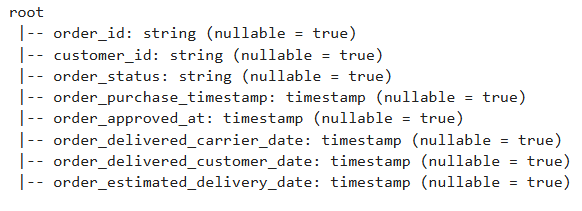 root
 |-- order_id: string (nullable = true)
 |-- customer_id: string (nullable = true)
 |-- order_status: string (nullable = true)
 |-- order_purchase_timestamp: timestamp (nullable = true)
 |-- order_approved_at: timestamp (nullable = true)
 |-- order_delivered_carrier_date: timestamp (nullable = true)
 |-- order_delivered_customer_date: timestamp (nullable = true)
 |-- order_estimated_delivery_date: timestamp (nullable = true)